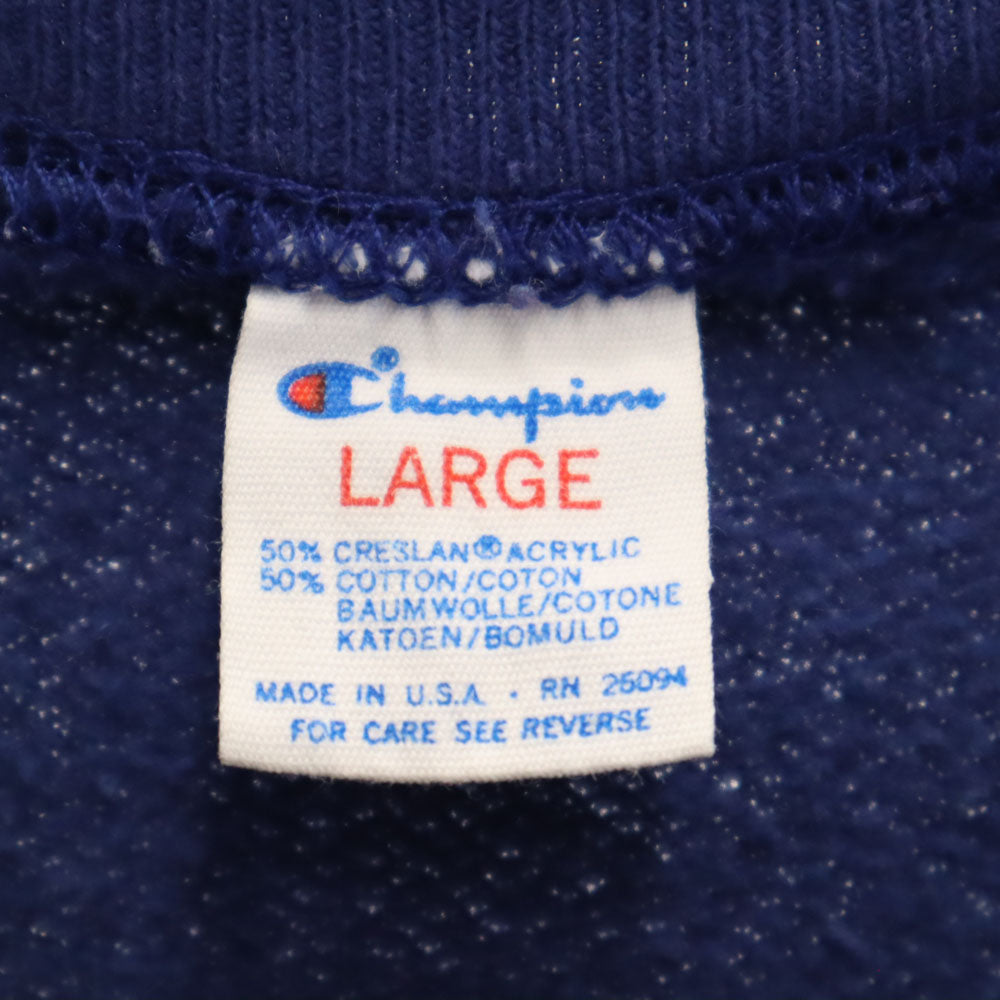 Champion®
LARGE
50% CRESLAN® ACRYLIC
50% COTTON/COTON
BAUMWOLLE/COTONE
KATOEN/BOMULD
MADE IN U.S.A. · RN 26094
FOR CARE SEE REVERSE